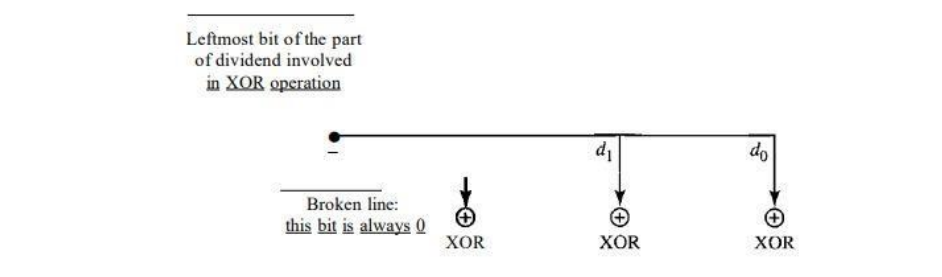 Leftmost bit of the part
of dividend involved
in XOR operation
d1 d0
Broken line:
this bit is always 0
XOR XOR XOR